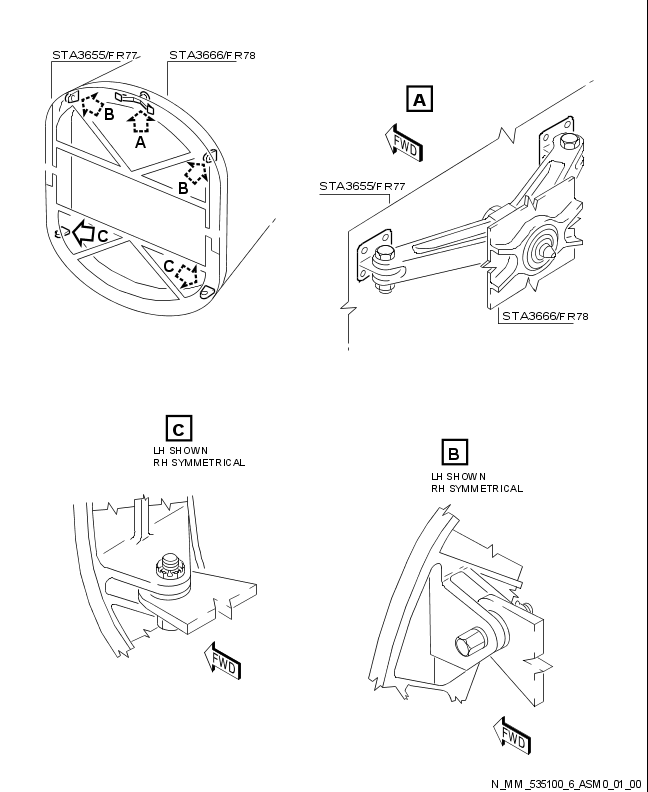 STA3655/FR77
STA3666/FR78
B
A
B
C
C
A
FWD
STA3655/FR77
STA3666/FR78
C
LH SHOWN
RH SYMMETRICAL
FWD
B
LH SHOWN
RH SYMMETRICAL
FWD
N_MM_535100_6_ASM0_01_00